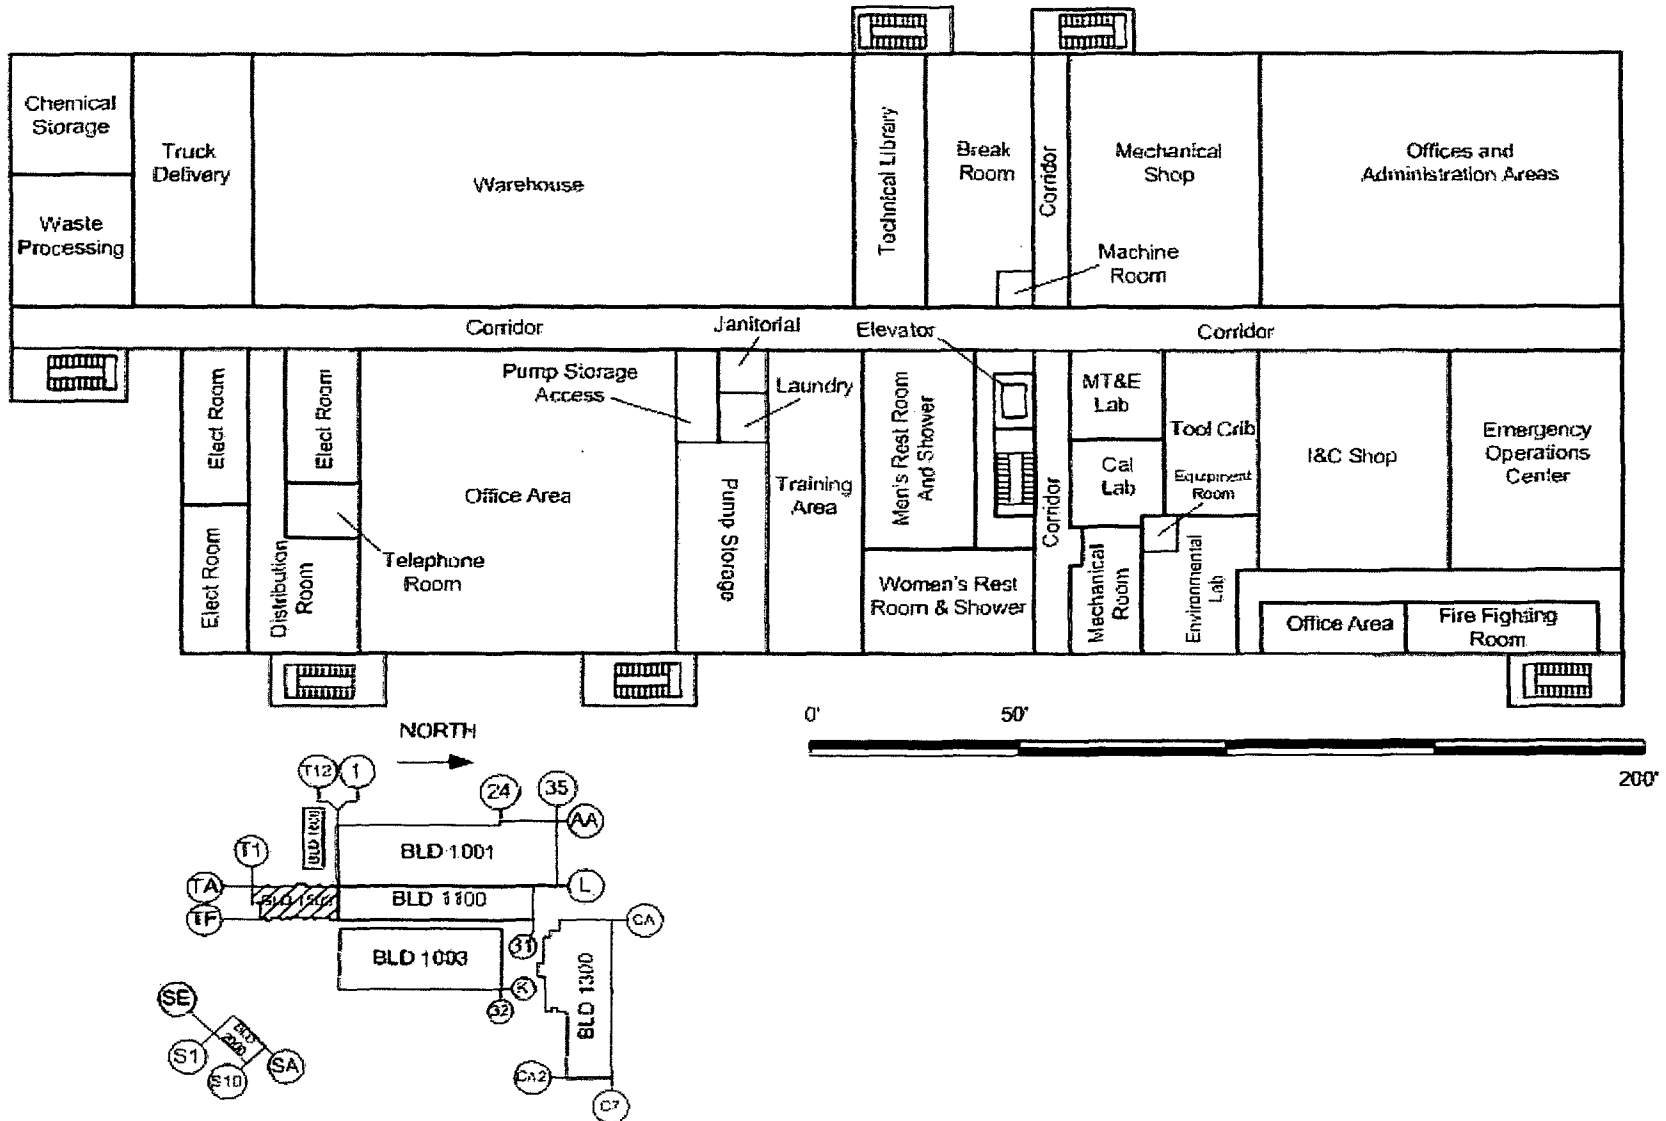 Chemical
Storage
Truck
Delivery
Waste
Processing
Warehouse
Technical Library
Break
Room
Corridor
Mechanical
Shop
Machine
Room
Offices and
Administration Areas
Corridor
Janitorial
Elevator
Corridor
Elect Room
Elect Room
Elect Room
Distribution
Room
Telephone
Room
Office Area
Pump Storage
Access
Laundry
Pump Storage
Training
Area
Men's Rest Room
And Shower
Women's Rest
Room & Shower
Corridor
MT&E
Lab
Cal
Lab
Tool Crib
Equipment
Room
Mechanical
Room
Environmental
Lab
I&C Shop
Emergency
Operations
Center
Office Area
Fire Fighting
Room
0'
50'
200'
NORTH
T12
1
24
35
AA
BLD 1001
T1
TA
L
BLD 1100
TF
31
CA
BLD 1003
K
32
BLD 1300
SE
BLD
2000
S1
S10
SA
CA2
C7